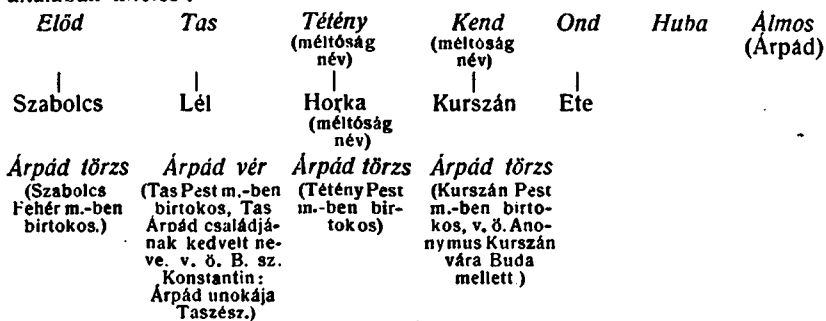 Előd Tas Tétény Kend Ond Huba Álmos
(méltóság (méltóság (Árpád)
név) név)
Szabolcs Lél Horka Kurszán Ete
(méltóság
név)
Árpád törzs Árpád vér Árpád törzs Árpád törzs
(Szabolcs (Tas Pest m.-ben (Tétény Pest (Kurszán Pest
Fehér m.-ben birtokos, Tas m.-ben bir- m.-ben birto-
birtokos.) Árpád családjá- tokos) kos, v. ö. Ano-
nak kedvelt ne- nymus Kurszán
ve. v. ö. B. sz. vára Buda
Konstantin: mellett.)
Árpád unokája
Taszész.)